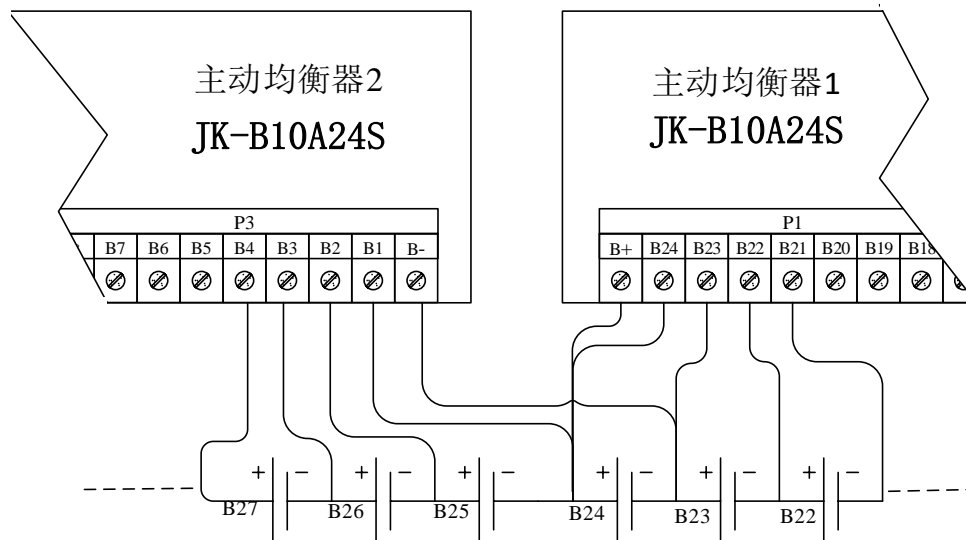 主动均衡器2
JK-B10A24S
主动均衡器1
JK-B10A24S
P3
B7 B6 B5 B4 B3 B2 B1 B-
P1
B+ B24 B23 B22 B21 B20 B19 B18
+ − + − + − + − + − + −
B27 B26 B25 B24 B23 B22